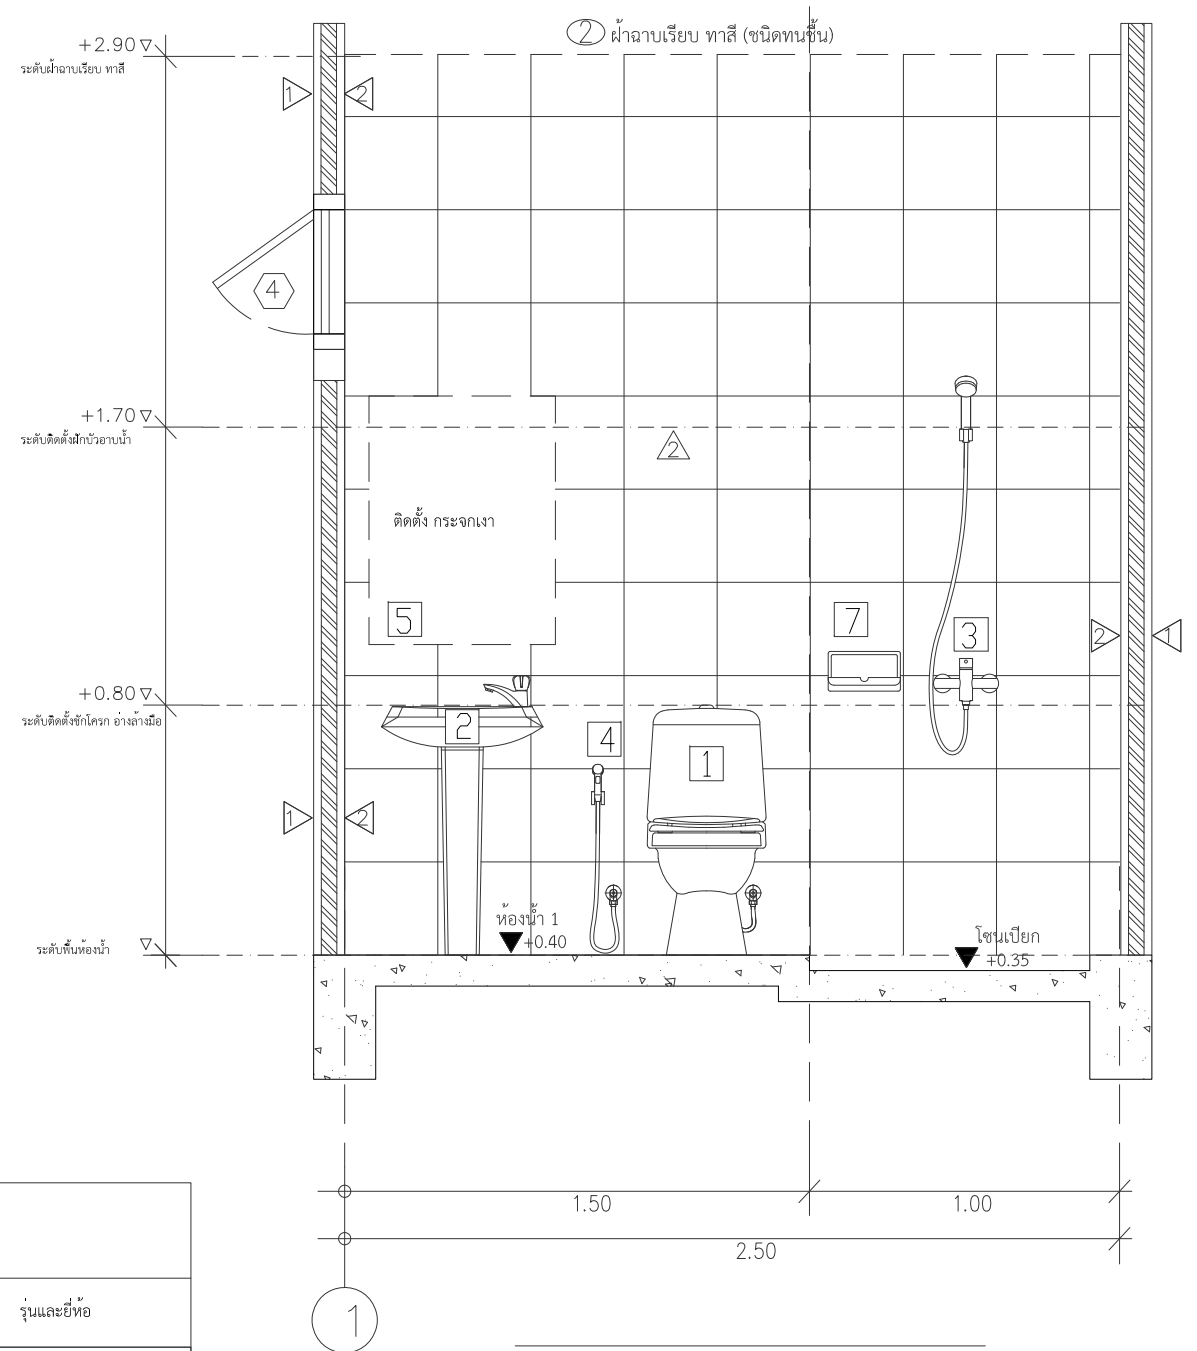 2 ฝ้าฉาบเรียบ ทาสี (ชนิดทนชื้น)
+2.90
ระดับฝ้าฉาบเรียบ ทาสี
1 2
4
+1.70
ระดับติดตั้งฝักบัวอาบน้ำ
2
ติดตั้ง กระจกเงา
5
7
3
2 1
+0.80
ระดับติดตั้งชักโครก อ่างล้างมือ
2
4
1
1 2
ห้องน้ำ 1
+0.40
โซนเปียก
+0.35
ระดับพื้นห้องน้ำ
1.50
1.00
2.50
รุ่นและยี่ห้อ
1